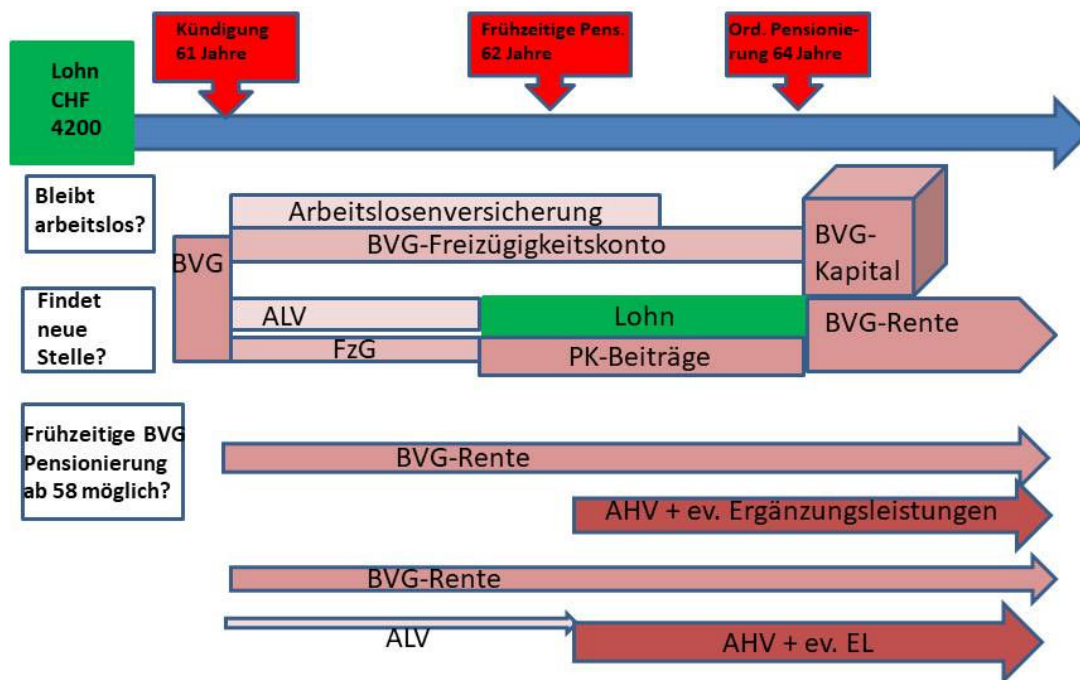 Lohn
CHF
4200
Kündigung
61 Jahre
Frühzeitige Pens.
62 Jahre
Ord. Pensionie-
rung 64 Jahre
Bleibt
arbeitslos?
BVG
Arbeitslosenversicherung
BVG-Freizügigkeitskonto
BVG-
Kapital
Findet
neue
Stelle?
ALV
Lohn
FzG
PK-Beiträge
BVG-Rente
Frühzeitige BVG
Pensionierung
ab 58 möglich?
BVG-Rente
AHV + ev. Ergänzungsleistungen
BVG-Rente
ALV
AHV + ev. EL